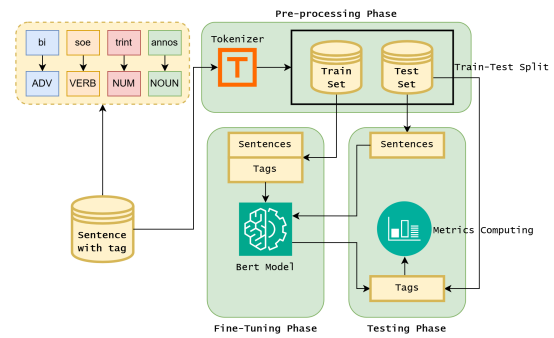 Pre-processing Phase
bi soe trint annos
ADV VERB NUM NOUN
Tokenizer
T
Train
Set
Test
Set
Train-Test Split
Sentences
Tags
Sentences
Sentence
with tag
Bert Model
Metrics Computing
Tags
Fine-Tuning Phase
Testing Phase